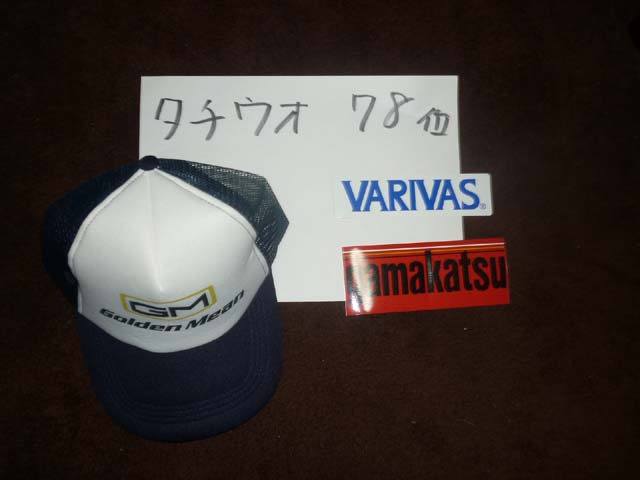 タチウオ 78位
VARIVAS®
Gamakatsu
GM
Golden Mean